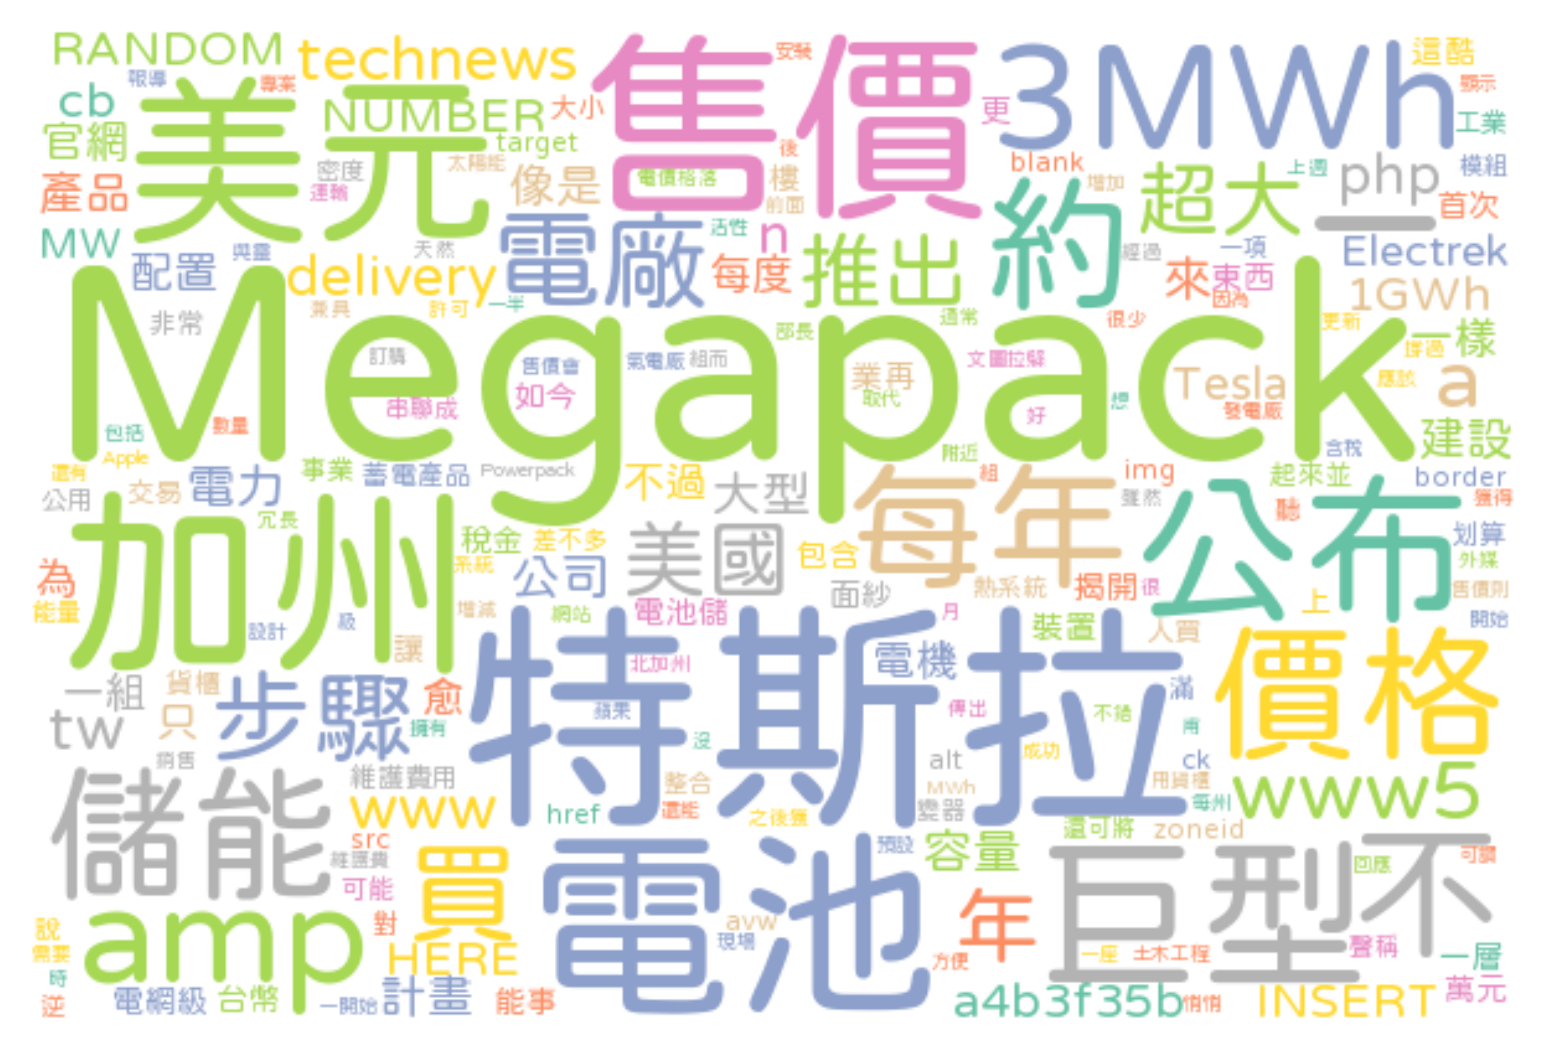 RANDOM
technews
售價
安裝
3MWh
這酷
報導
專案
顯示
cb
美元
NUMBER
大小
更
工業
官網
target
後
blank
上週
模組
密度
太陽能
像是
電價格落
樓
約
增加
超大
php
產品
運輸
前面
首次
MW
與靈
天然
電廠
活性
n
推出
經過
一項
Electrek
配置
delivery
每度
來
東西
因為
1GWh
兼具
許可
一半
非常
Megapack
部長
通常
很少
更新
一樣
訂購
售價會
氣電廠
組而
文圖拉縣
撐過
串聯成
如今
業再
取代
好
想
Tesla
應該
a
發電廠
包括
數量
建設
含稅
附近
還有
Apple
事業
蓄電產品
Powerpack
不過
大型
每年
組
img
起來並
border
公用
交易
電力
雖然
公布
獲得
加州
冗長
稅金
差不多
美國
包含
聽
划算
外媒
為
系統
公司
面紗
熱系統
揭開
很
售價則
能量
增減
網站
電池儲
月
上
開始
設計
級
讓
特斯拉
裝置
人買
價格
北加州
電機
一組
貨櫃
步驟
愈
蘋果
傳出
滿
不錯
甫
tw
只
擁有
沒
成功
銷售
維護費用
整合
alt
ck
儲能
www
href
還能
之後獲
MWh
變器
用貨櫃
每州
www5
src
還可將
zoneid
維護費
買
電池
預設
容量
巨型不
回應
可謂
可能
amp
對
avw
年
說
需要
HERE
現場
方便
一座
土木工程
聲稱
一層
時
逆
電網級
台幣
一開始
計畫
能事
a4b3f35b
悄悄
INSERT
萬元